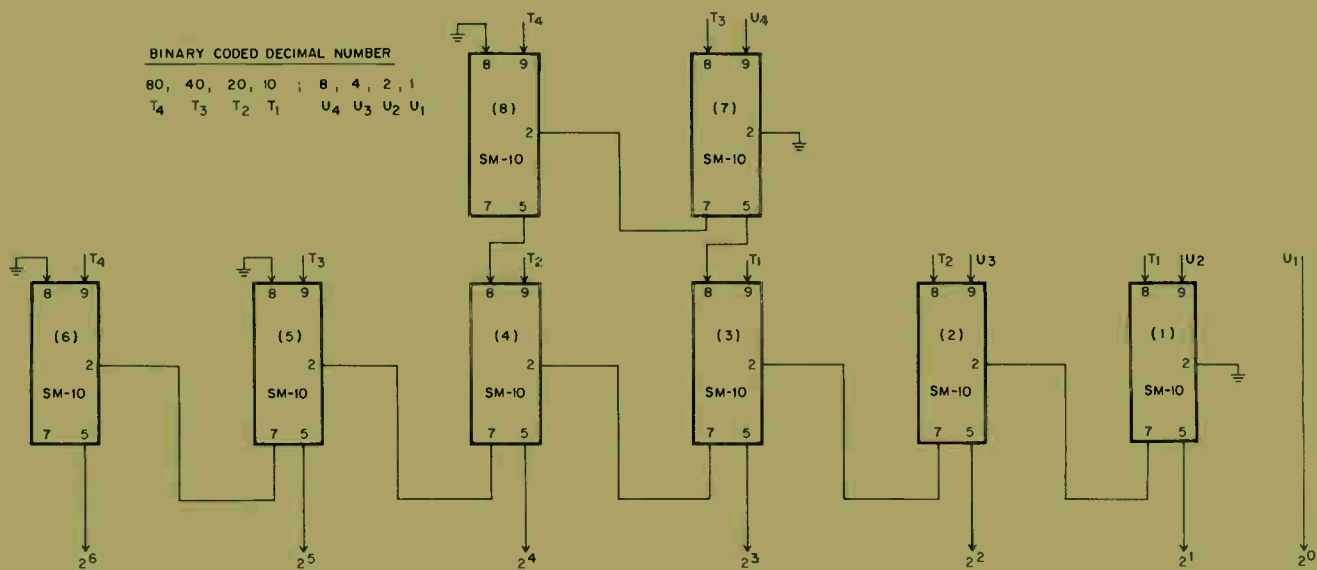 BINARY CODED DECIMAL NUMBER
80, 40, 20, 10 ; 8, 4, 2, 1
T4 T3 T2 T1 U4 U3 U2 U1
T4 T3 U4
8 9 8 9
(8) (7)
2 2
SM-10 SM-10
7 5 7 5
T4 T3 T2 T1 T2 U3 T1 U2 U1
8 9 8 9 8 9 8 9 8 9 8 9
(6) (5) (4) (3) (2) (1)
2 2 2 2 2 2
SM-10 SM-10 SM-10 SM-10 SM-10 SM-10
7 5 7 5 7 5 7 5 7 5 7 5
2^6 2^5 2^4 2^3 2^2 2^1 2^0